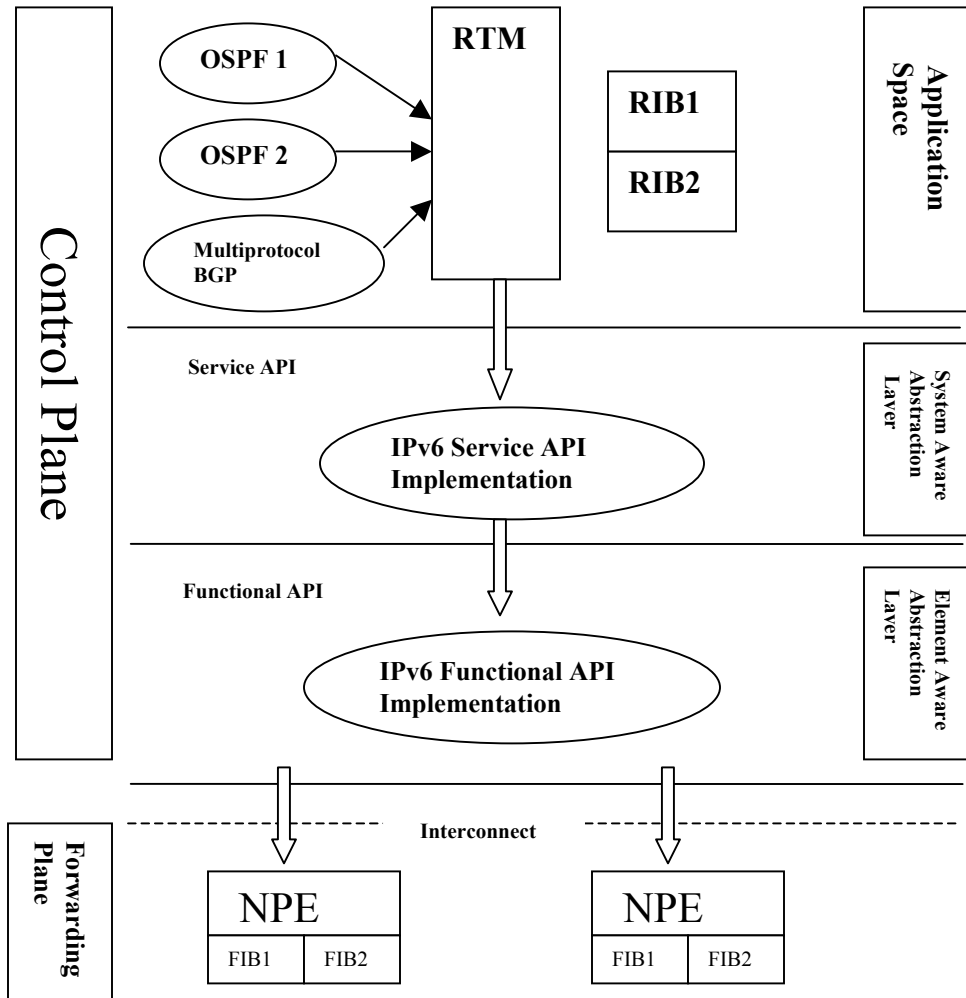 OSPF 1
RTM
OSPF 2
RIB1
RIB2
Multiprotocol
BGP
Application
Space
Control Plane
Service API
IPv6 Service API
Implementation
System Aware
Abstraction
Laver
Functional API
IPv6 Functional API
Implementation
Element Aware
Abstraction
Laver
Interconnect
Forwarding
Plane
NPE
FIB1
FIB2
NPE
FIB1
FIB2